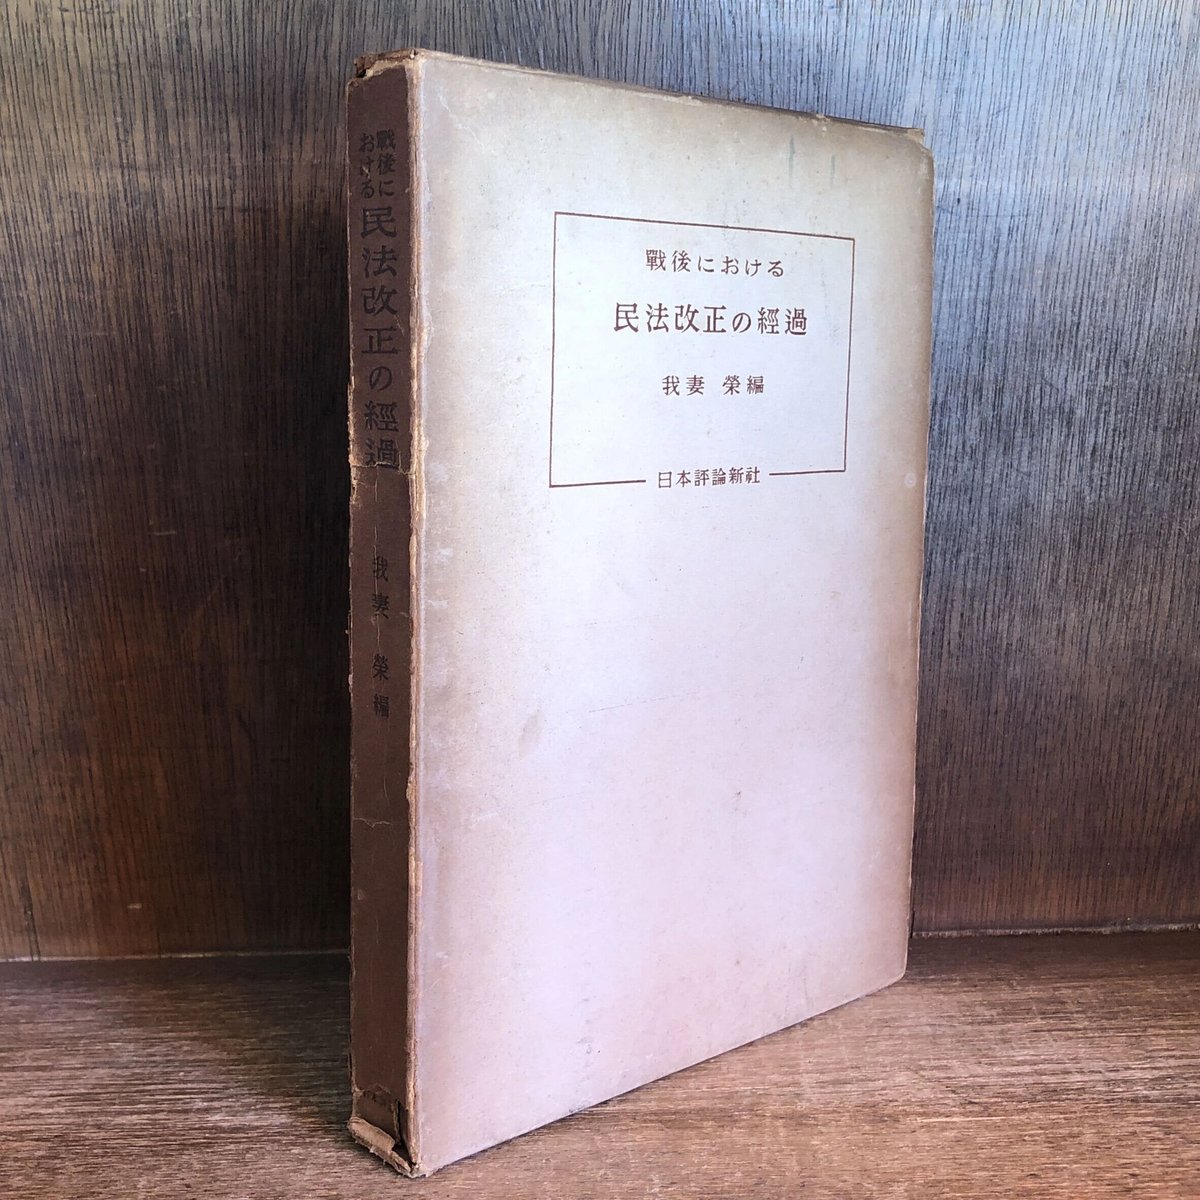 戰後に
おける
民法改正の經過
我妻榮編
戰後における
民法改正の經過
我妻 榮編
日本評論新社